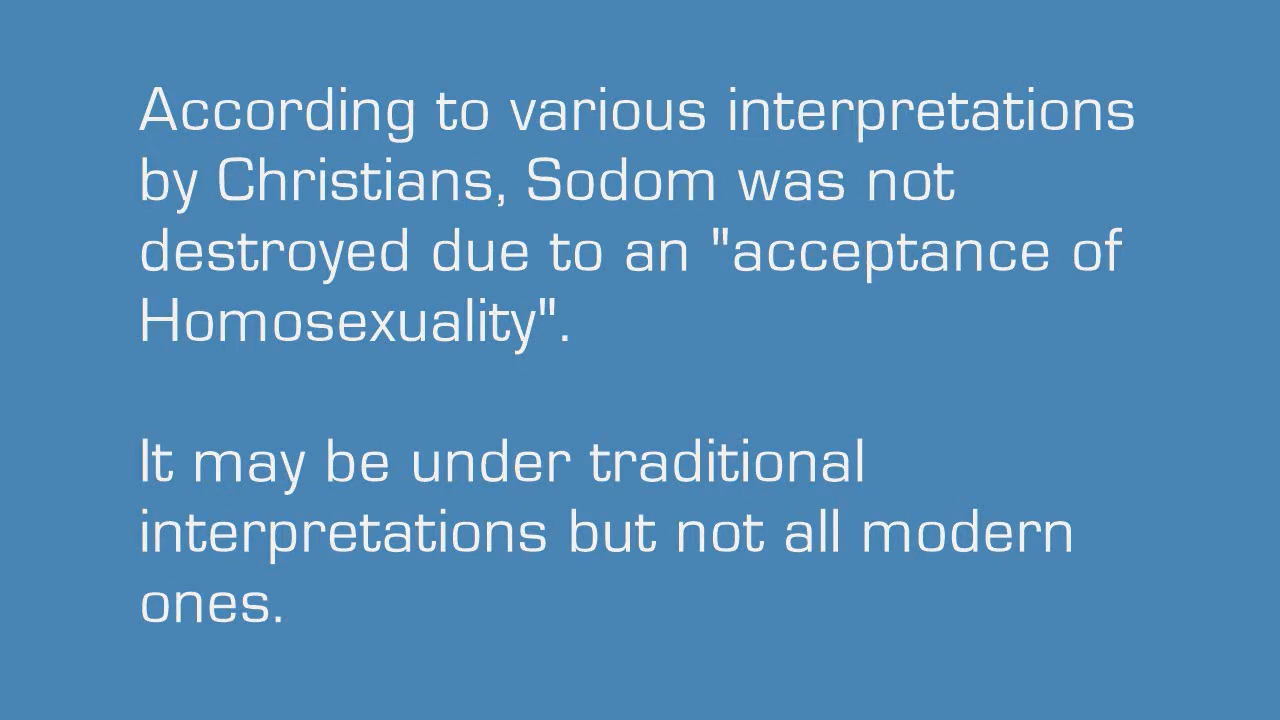 According to various interpretations
by Christians, Sodom was not
destroyed due to an "acceptance of
Homosexuality".
It may be under traditional
interpretations but not all modern
ones.